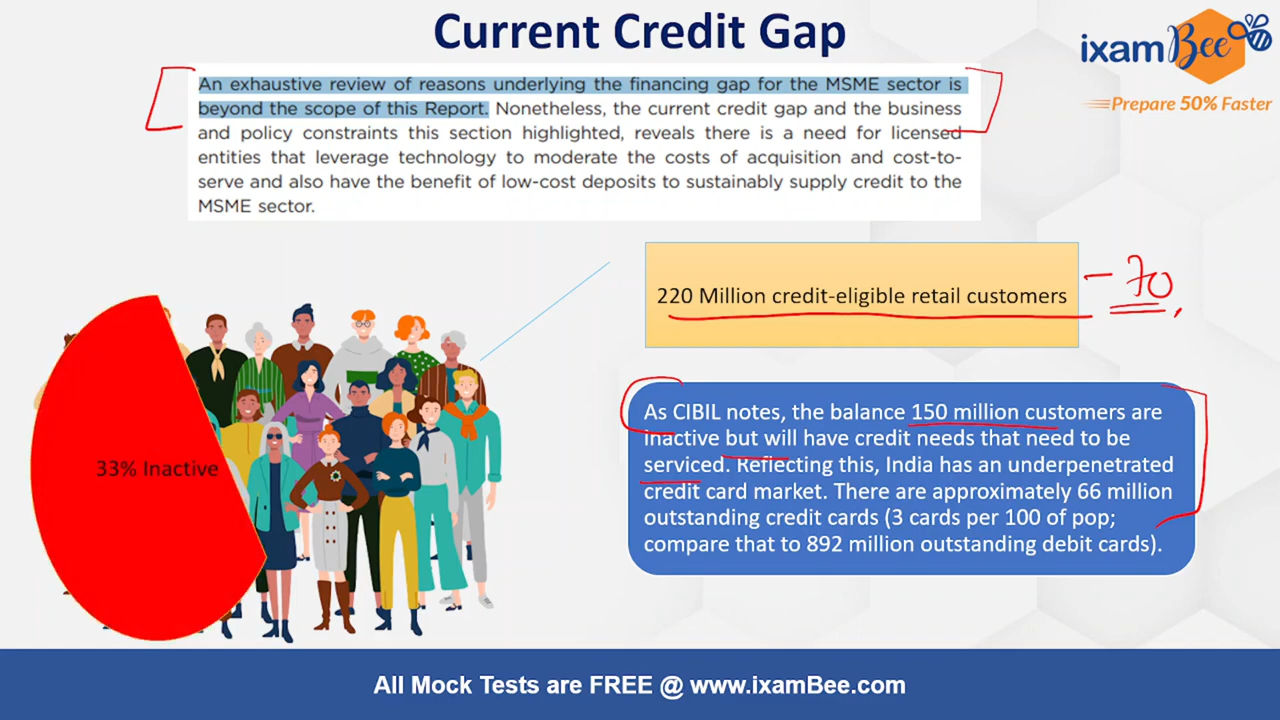 Current Credit Gap
ixamBee
Prepare 50% Faster
An exhaustive review of reasons underlying the financing gap for the MSME sector is
beyond the scope of this Report. Nonetheless, the current credit gap and the business
and policy constraints this section highlighted, reveals there is a need for licensed
entities that leverage technology to moderate the costs of acquisition and cost-to-
serve and also have the benefit of low-cost deposits to sustainably supply credit to the
MSME sector.
220 Million credit-eligible retail customers
- 70
As CIBIL notes, the balance 150 million customers are
inactive but will have credit needs that need to be
serviced. Reflecting this, India has an underpenetrated
credit card market. There are approximately 66 million
outstanding credit cards (3 cards per 100 of pop;
compare that to 892 million outstanding debit cards).
33% Inactive
All Mock Tests are FREE @ www.ixamBee.com